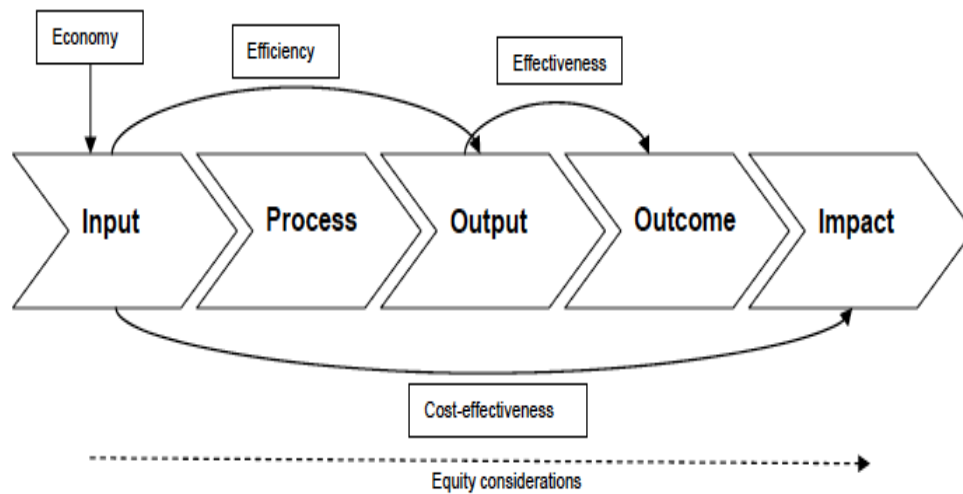 Economy
Efficiency
Effectiveness
Input
Process
Output
Outcome
Impact
Cost-effectiveness
Equity considerations